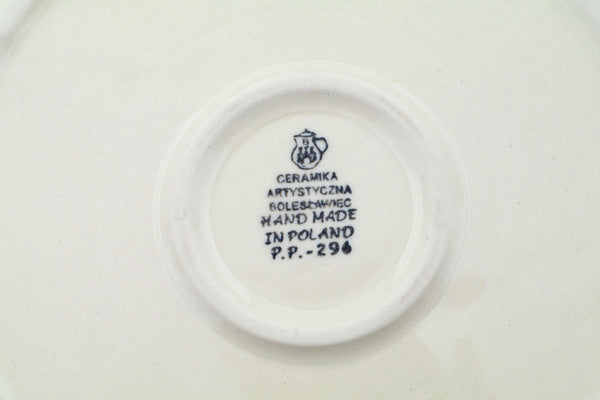 B
CERAMIKA
ARTYSTYCZNA
BOLESŁAWIEC
HAND MADE
IN POLAND
P.P.-296